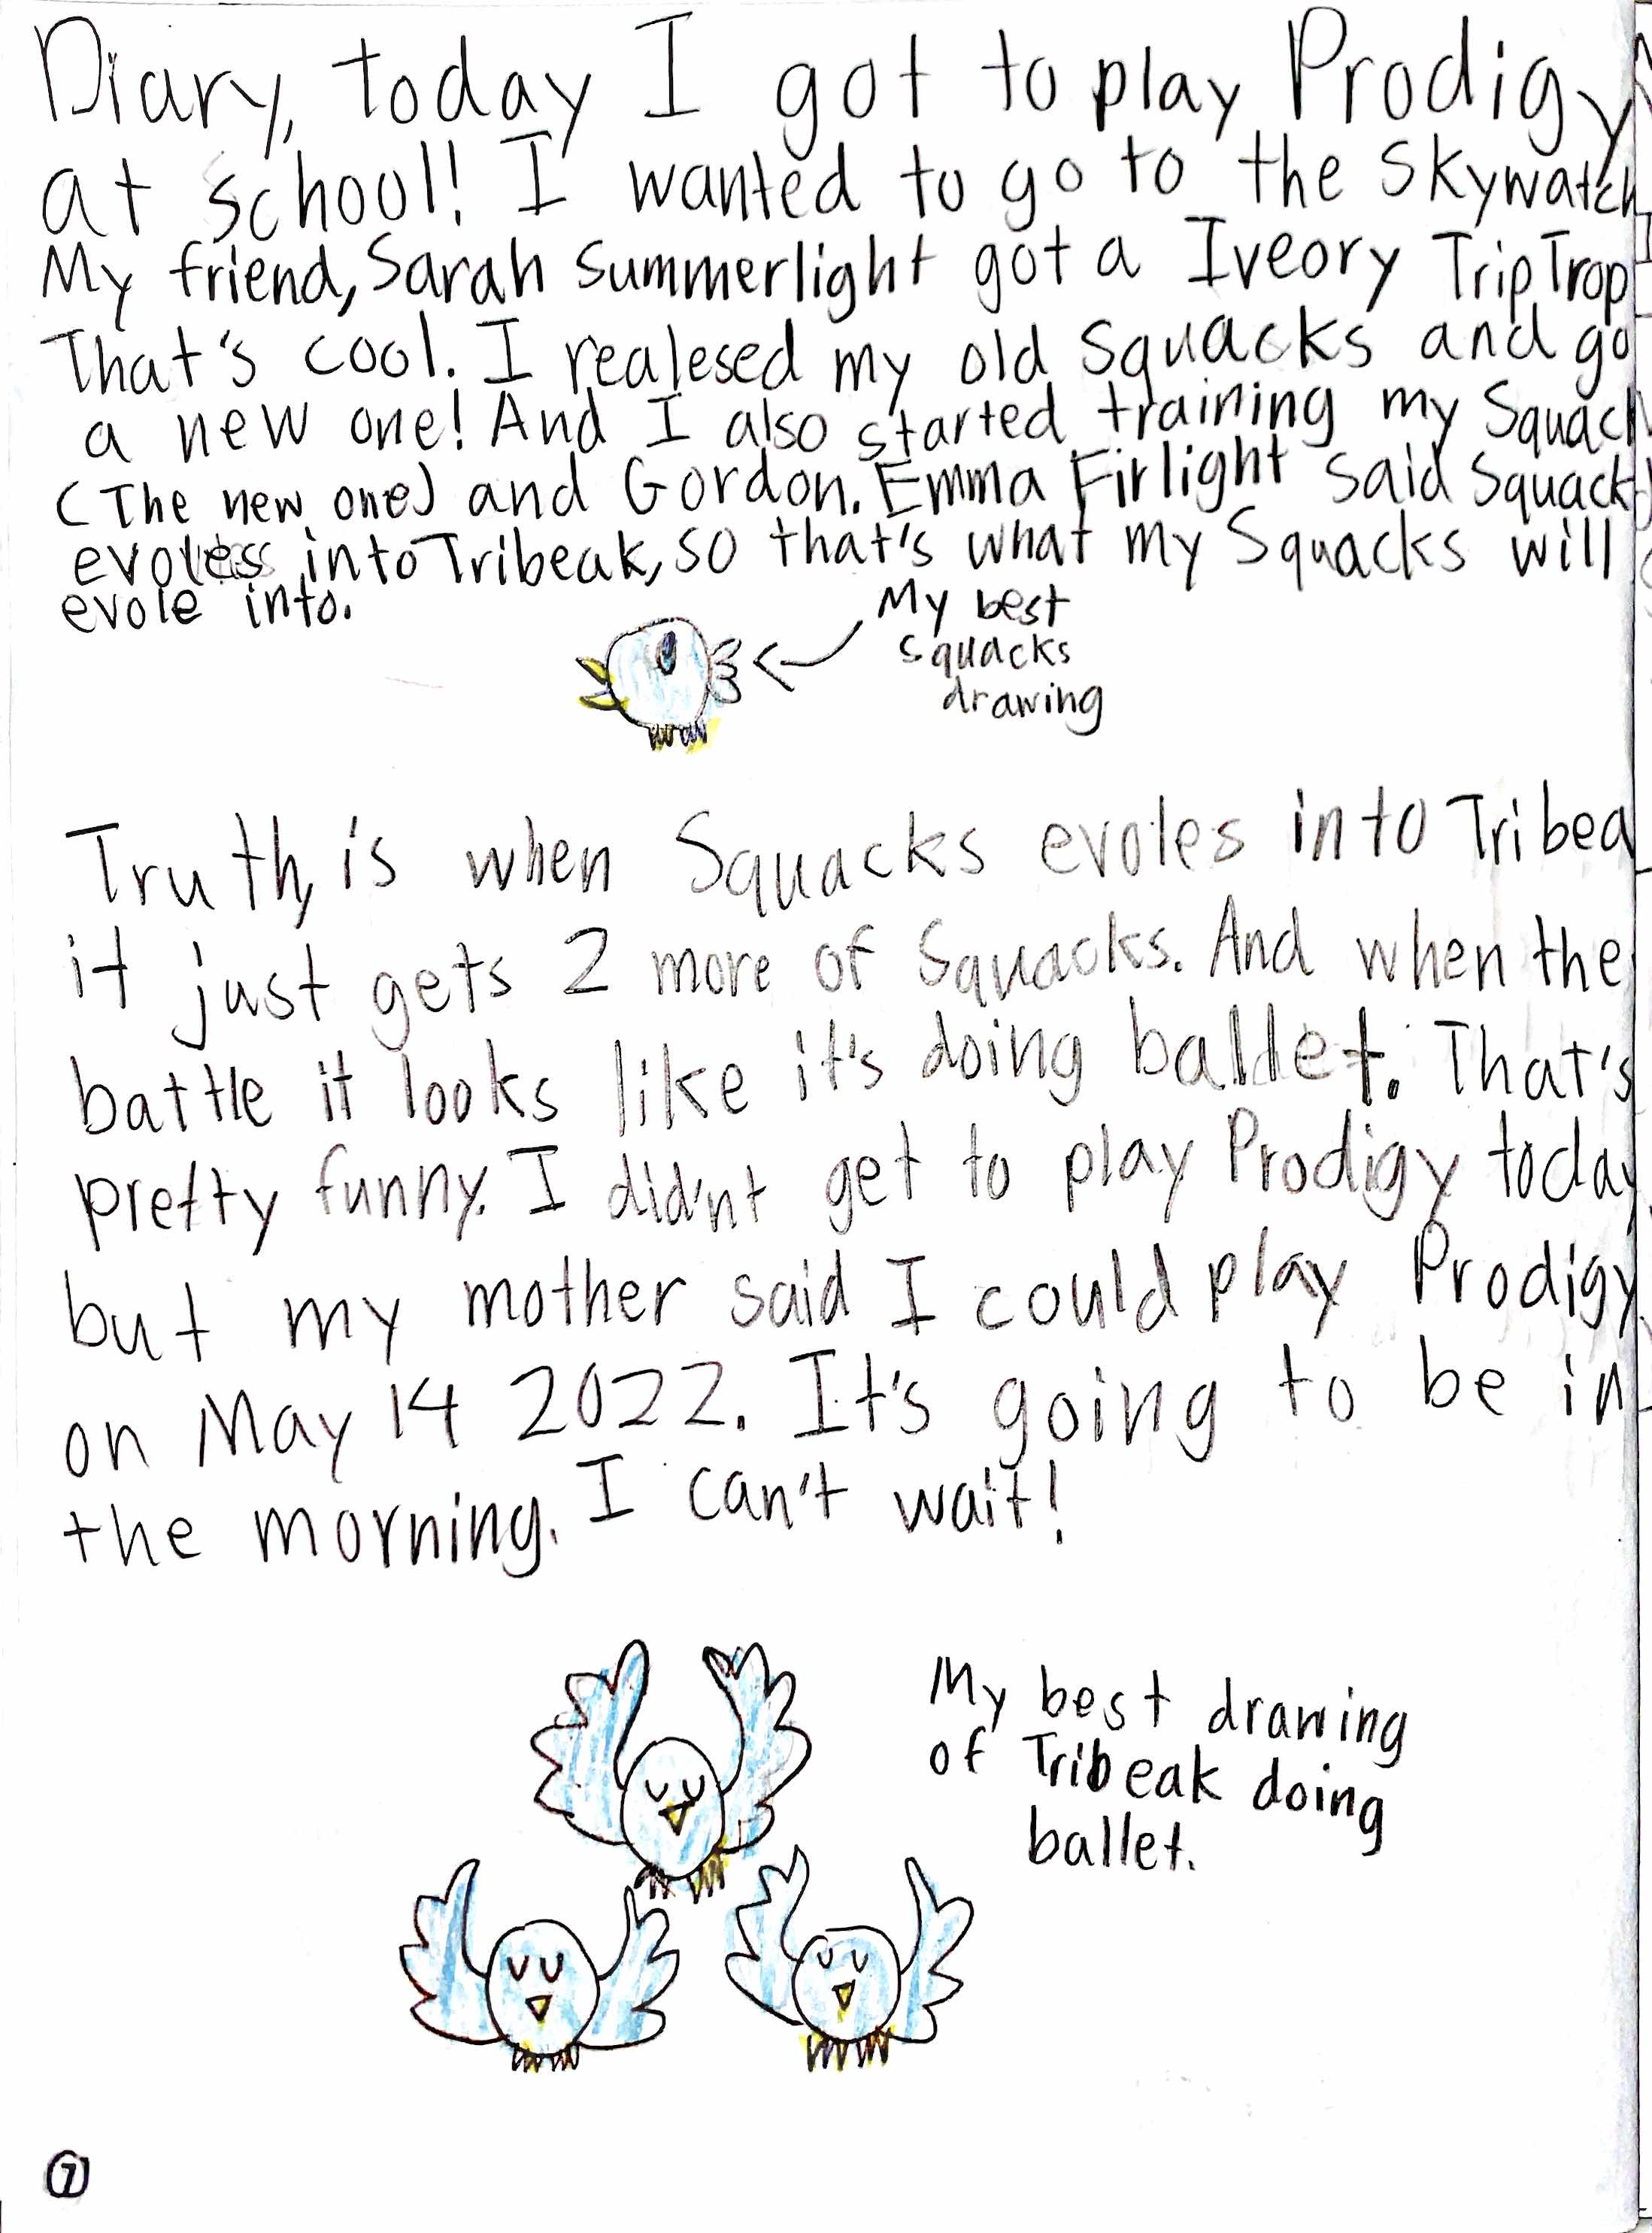 Diary, today I got to play Prodigy
at school! I wanted to go to the Skywatch
My friend, Sarah Summerlight got a Iveory Trip Trop
That's cool. I realesed my old Squacks and go
a new one! And I also started training my Squack
(The new one) and Gordon. Emma Firlight said Squack
evoles into Tribeak, so that's what my Squacks will
evole into.
My best
squacks
drawing
Truth, is when Squacks evoles into Tribea
it just gets 2 more of Squacks. And when the
battle it looks like it's doing ballet. That's
pretty funny. I did'nt get to play Prodigy today
but my mother said I could play Prodigy
on May 14 2022. It's going to be in
the morning. I can't wait!
My best drawing
of Tribeak doing
ballet.
7